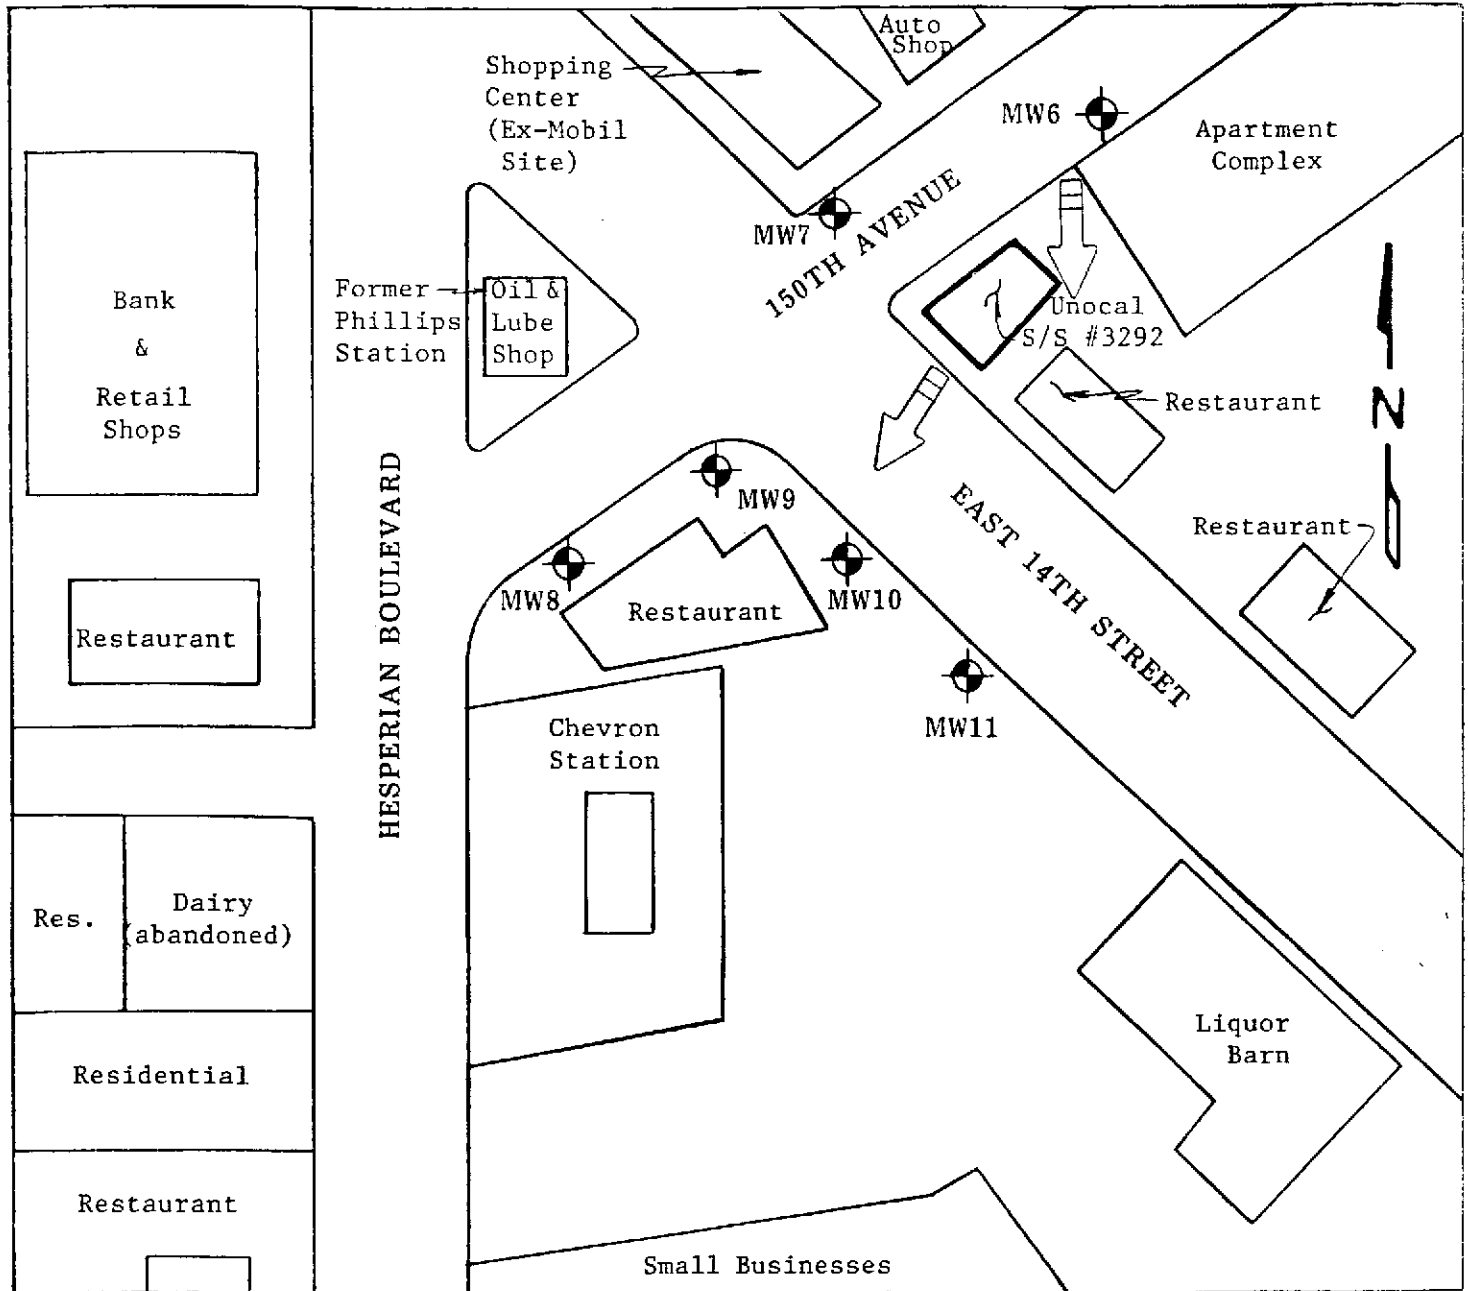 Auto
Shop
Shopping
Center
(Ex-Mobil
Site)
MW6
Apartment
Complex
MW7
150TH AVENUE
Former
Phillips
Station
Oil &
Lube
Shop
Bank
&
Retail
Shops
Unocal
S/S #3292
Restaurant
N
MW9
EAST 14TH STREET
Restaurant
HESPERIAN BOULEVARD
MW8
Restaurant
MW10
Restaurant
MW11
Chevron
Station
Res.
Dairy
(abandoned)
Liquor
Barn
Residential
Restaurant
Small Businesses